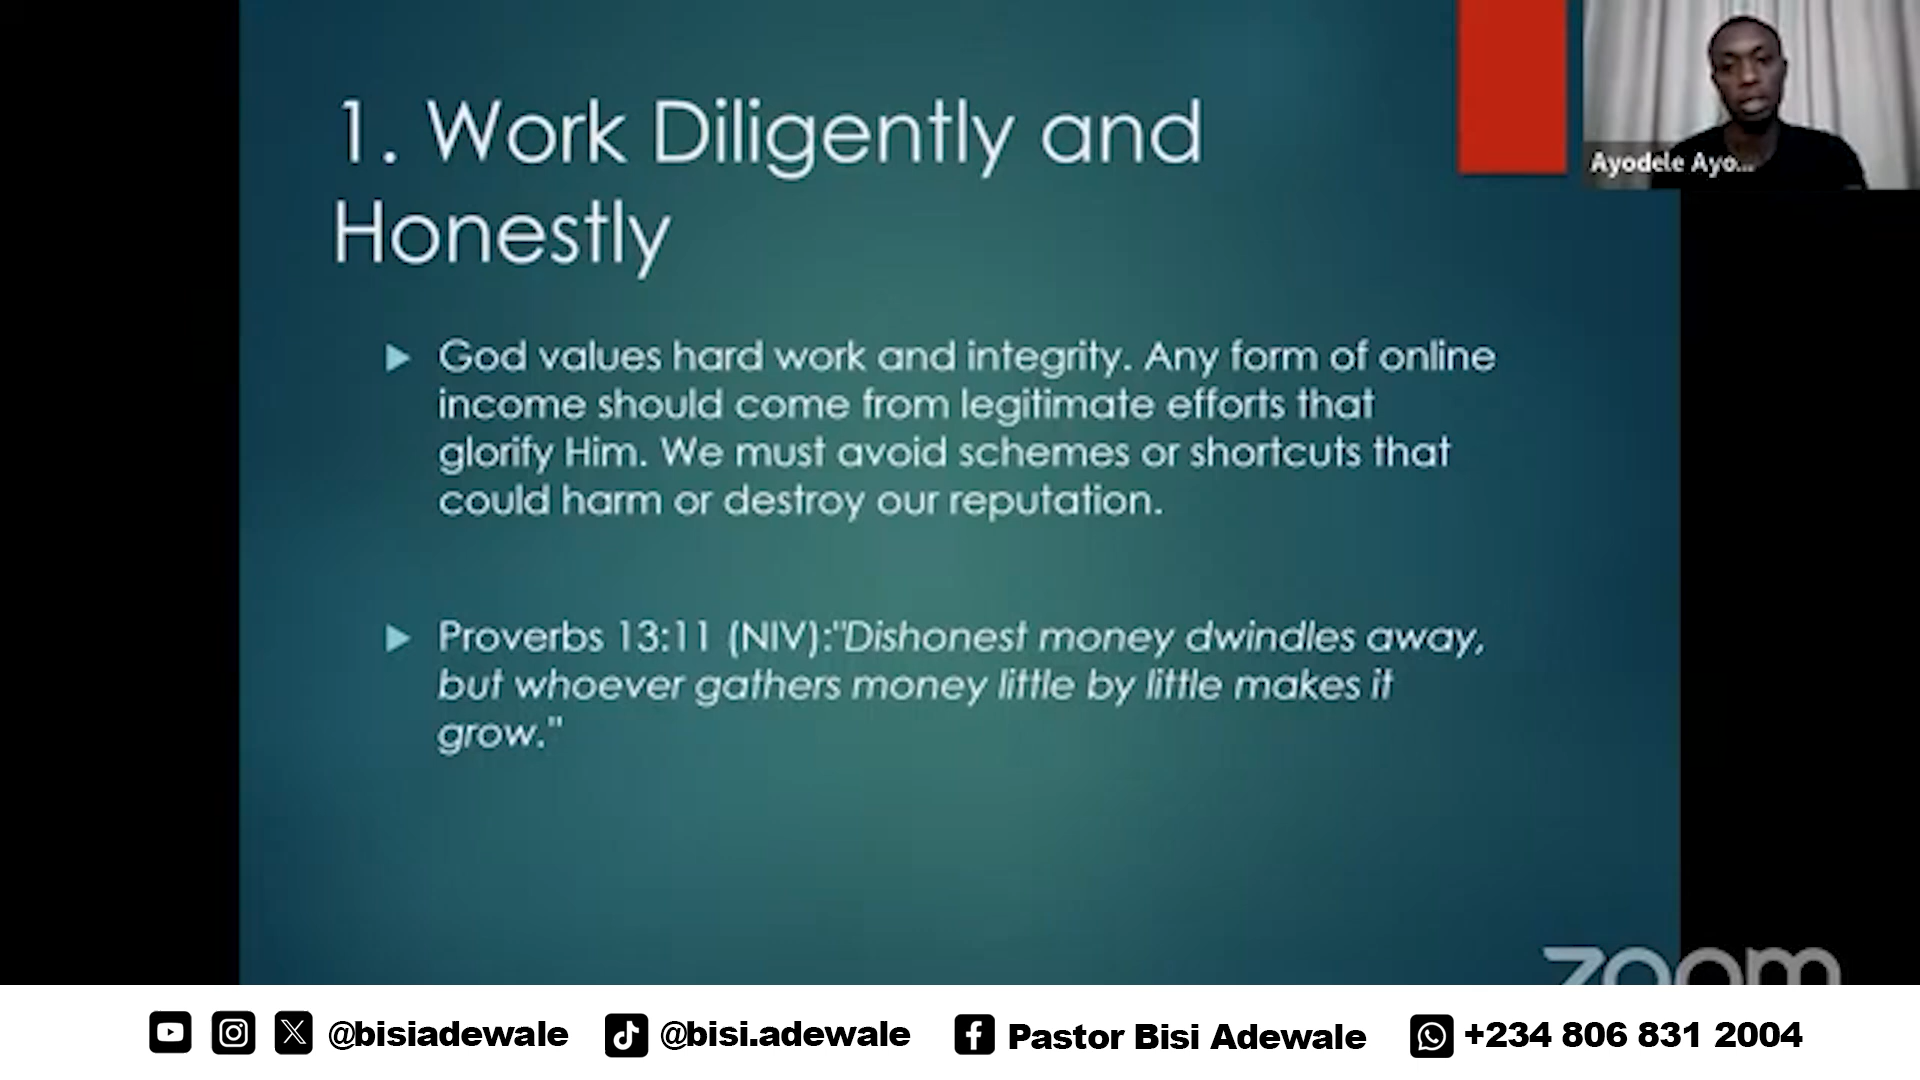 1. Work Diligently and
Honestly
God values hard work and integrity. Any form of online
income should come from legitimate efforts that
glorify Him. We must avoid schemes or shortcuts that
could harm or destroy our reputation.
Proverbs 13:11 (NIV):"Dishonest money dwindles away,
but whoever gathers money little by little makes it
grow."
Ayodele Ayo...
zoom
@bisiadewale @bisi.adewale Pastor Bisi Adewale +234 806 831 2004